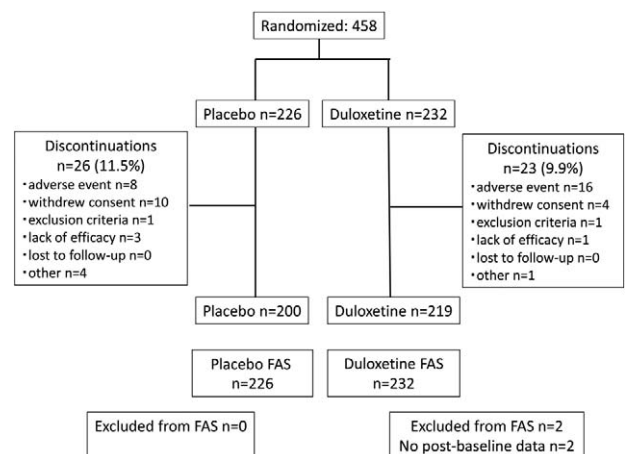 Randomized: 458
Placebo n=226
Duloxetine n=232
Discontinuations
n=26 (11.5%)
・adverse event n=8
・withdrew consent n=10
・exclusion criteria n=1
・lack of efficacy n=3
・lost to follow-up n=0
・other n=4
Discontinuations
n=23 (9.9%)
・adverse event n=16
・withdrew consent n=4
・exclusion criteria n=1
・lack of efficacy n=1
・lost to follow-up n=0
・other n=1
Placebo n=200
Duloxetine n=219
Placebo FAS
n=226
Duloxetine FAS
n=232
Excluded from FAS n=0
Excluded from FAS n=2
No post-baseline data n=2